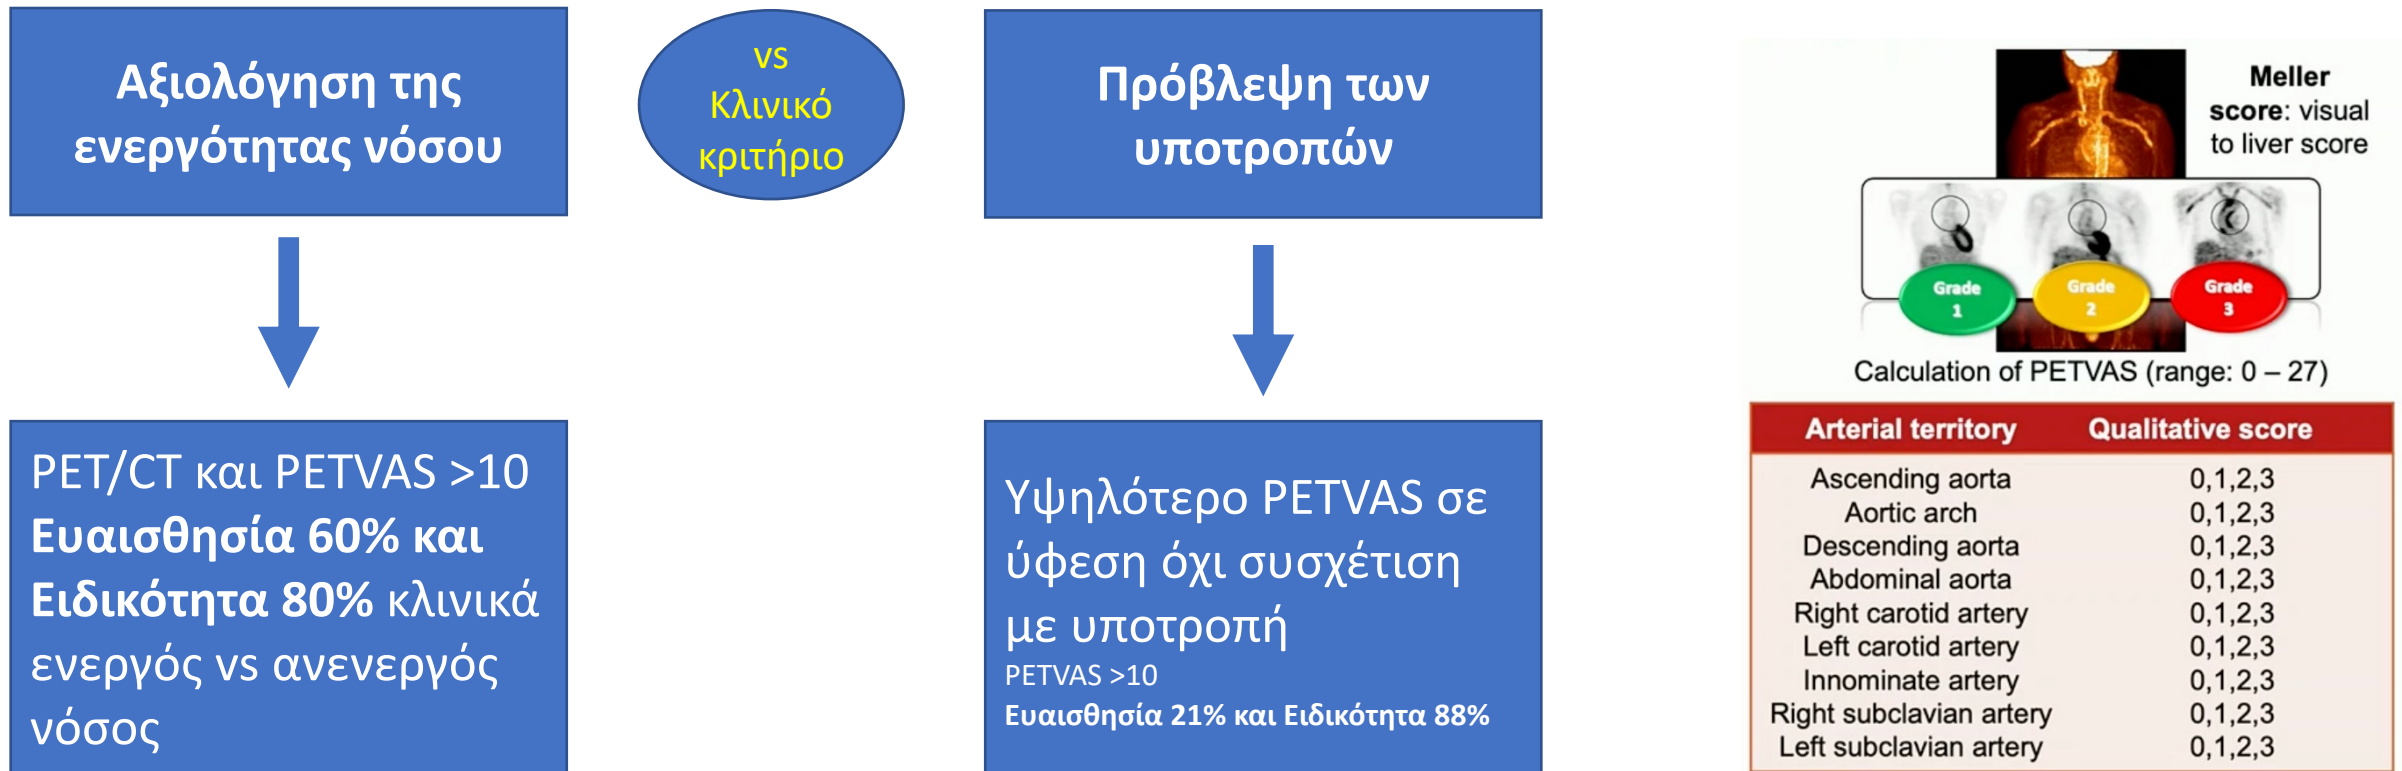 Αξιολόγηση της
ενεργότητας νόσου
vs
Κλινικό
κριτήριο
Πρόβλεψη των
υποτροπών
PET/CT και PETVAS >10
Ευαισθησία 60% και
Ειδικότητα 80% κλινικά
ενεργός vs ανενεργός
νόσος
Υψηλότερο PETVAS σε
ύφεση όχι συσχέτιση
με υποτροπή
PETVAS >10
Ευαισθησία 21% και Ειδικότητα 88%
Meller
score: visual
to liver score
Grade
1
Grade
2
Grade
3
Calculation of PETVAS (range: 0 – 27)
Arterial territory Qualitative score
Ascending aorta 0,1,2,3
Aortic arch 0,1,2,3
Descending aorta 0,1,2,3
Abdominal aorta 0,1,2,3
Right carotid artery 0,1,2,3
Left carotid artery 0,1,2,3
Innominate artery 0,1,2,3
Right subclavian artery 0,1,2,3
Left subclavian artery 0,1,2,3